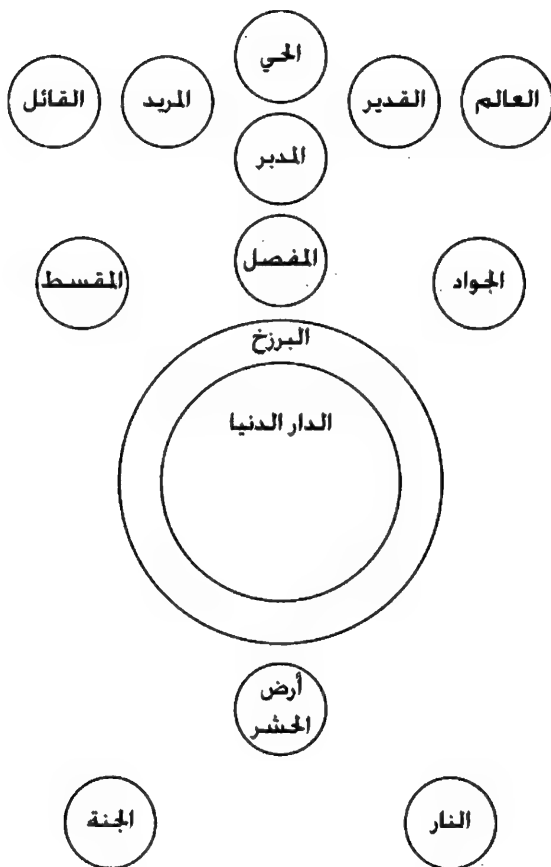 الحي
العالم
القدير
المريد
القائل
المدبر
المفصل
الجواد
المقسط
البرزخ
الدار الدنيا
أرض
الحشر
النار
الجنة